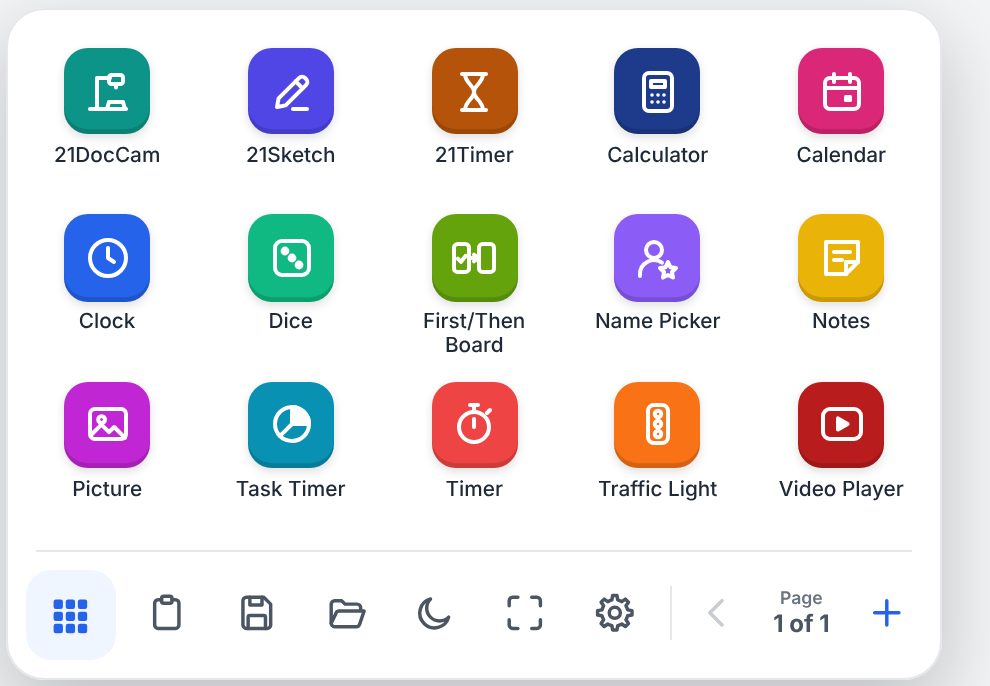 21DocCam
21Sketch
21Timer
Calculator
Calendar
Clock
Dice
First/Then
Board
Name Picker
Notes
Picture
Task Timer
Timer
Traffic Light
Video Player
Page
1 of 1